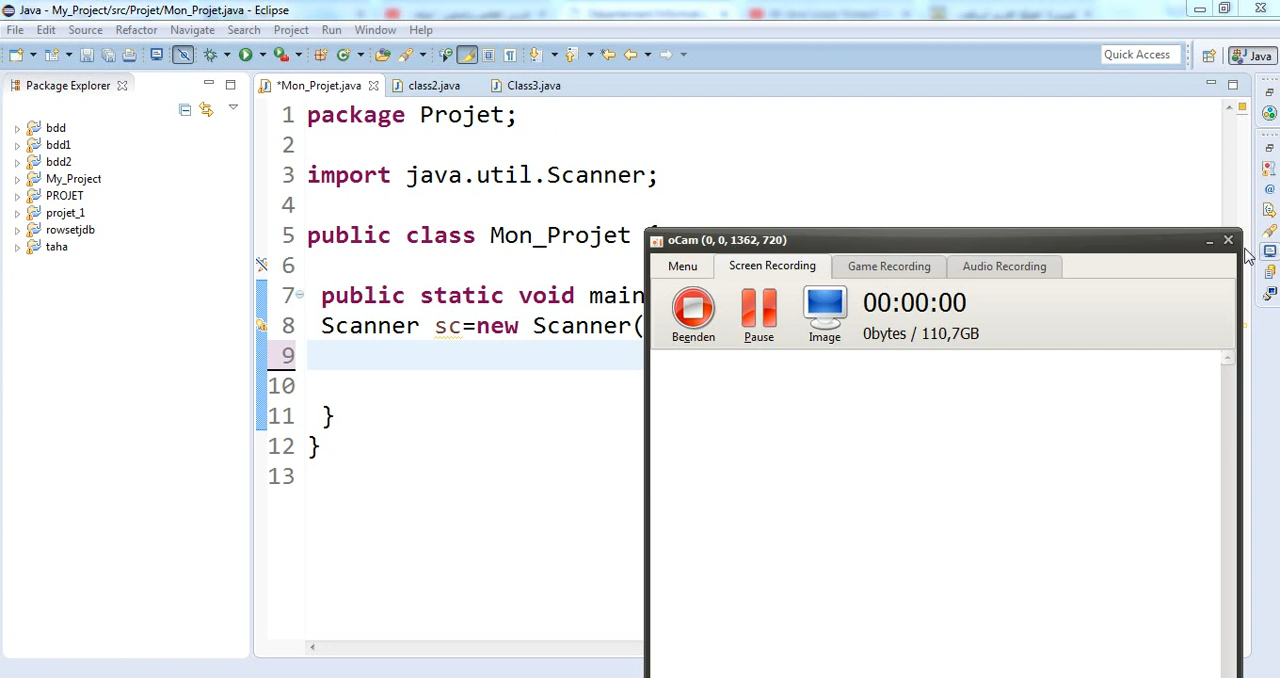 Java - My_Project/src/Projet/Mon_Projet.java - Eclipse
File Edit Source Refactor Navigate Search Project Run Window Help
Quick Access Java
Package Explorer *Mon_Projet.java class2.java Class3.java
bdd
bdd1
bdd2
My_Project
PROJET
projet_1
rowsetjdb
taha
1 package Projet;
2
3 import java.util.Scanner;
4
5 public class Mon_Projet {
6
7 public static void main
8 Scanner sc=new Scanner(
9
10
11 }
12 }
13
oCam (0, 0, 1362, 720)
Menu Screen Recording Game Recording Audio Recording
00:00:00
0bytes / 110,7GB
Beenden Pause Image